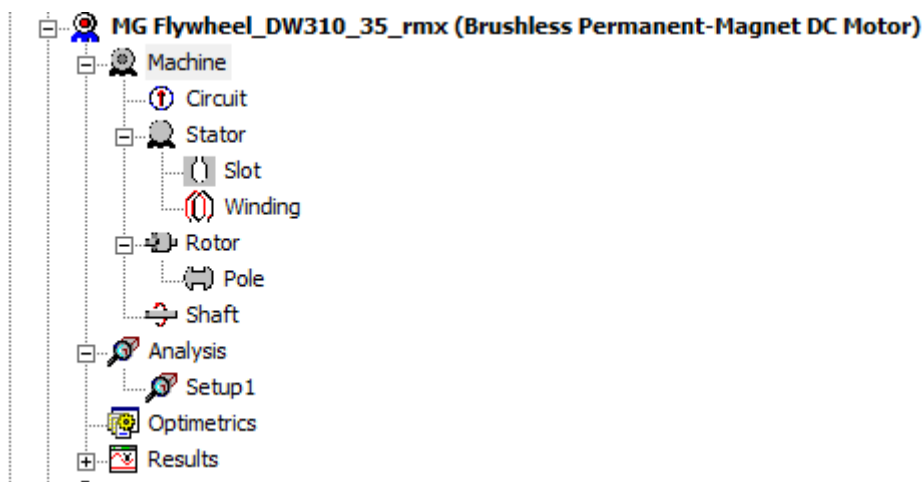 MG Flywheel_DW310_35_rmx (Brushless Permanent-Magnet DC Motor)
Machine
Circuit
Stator
Slot
Winding
Rotor
Pole
Shaft
Analysis
Setup1
Optimetrics
Results